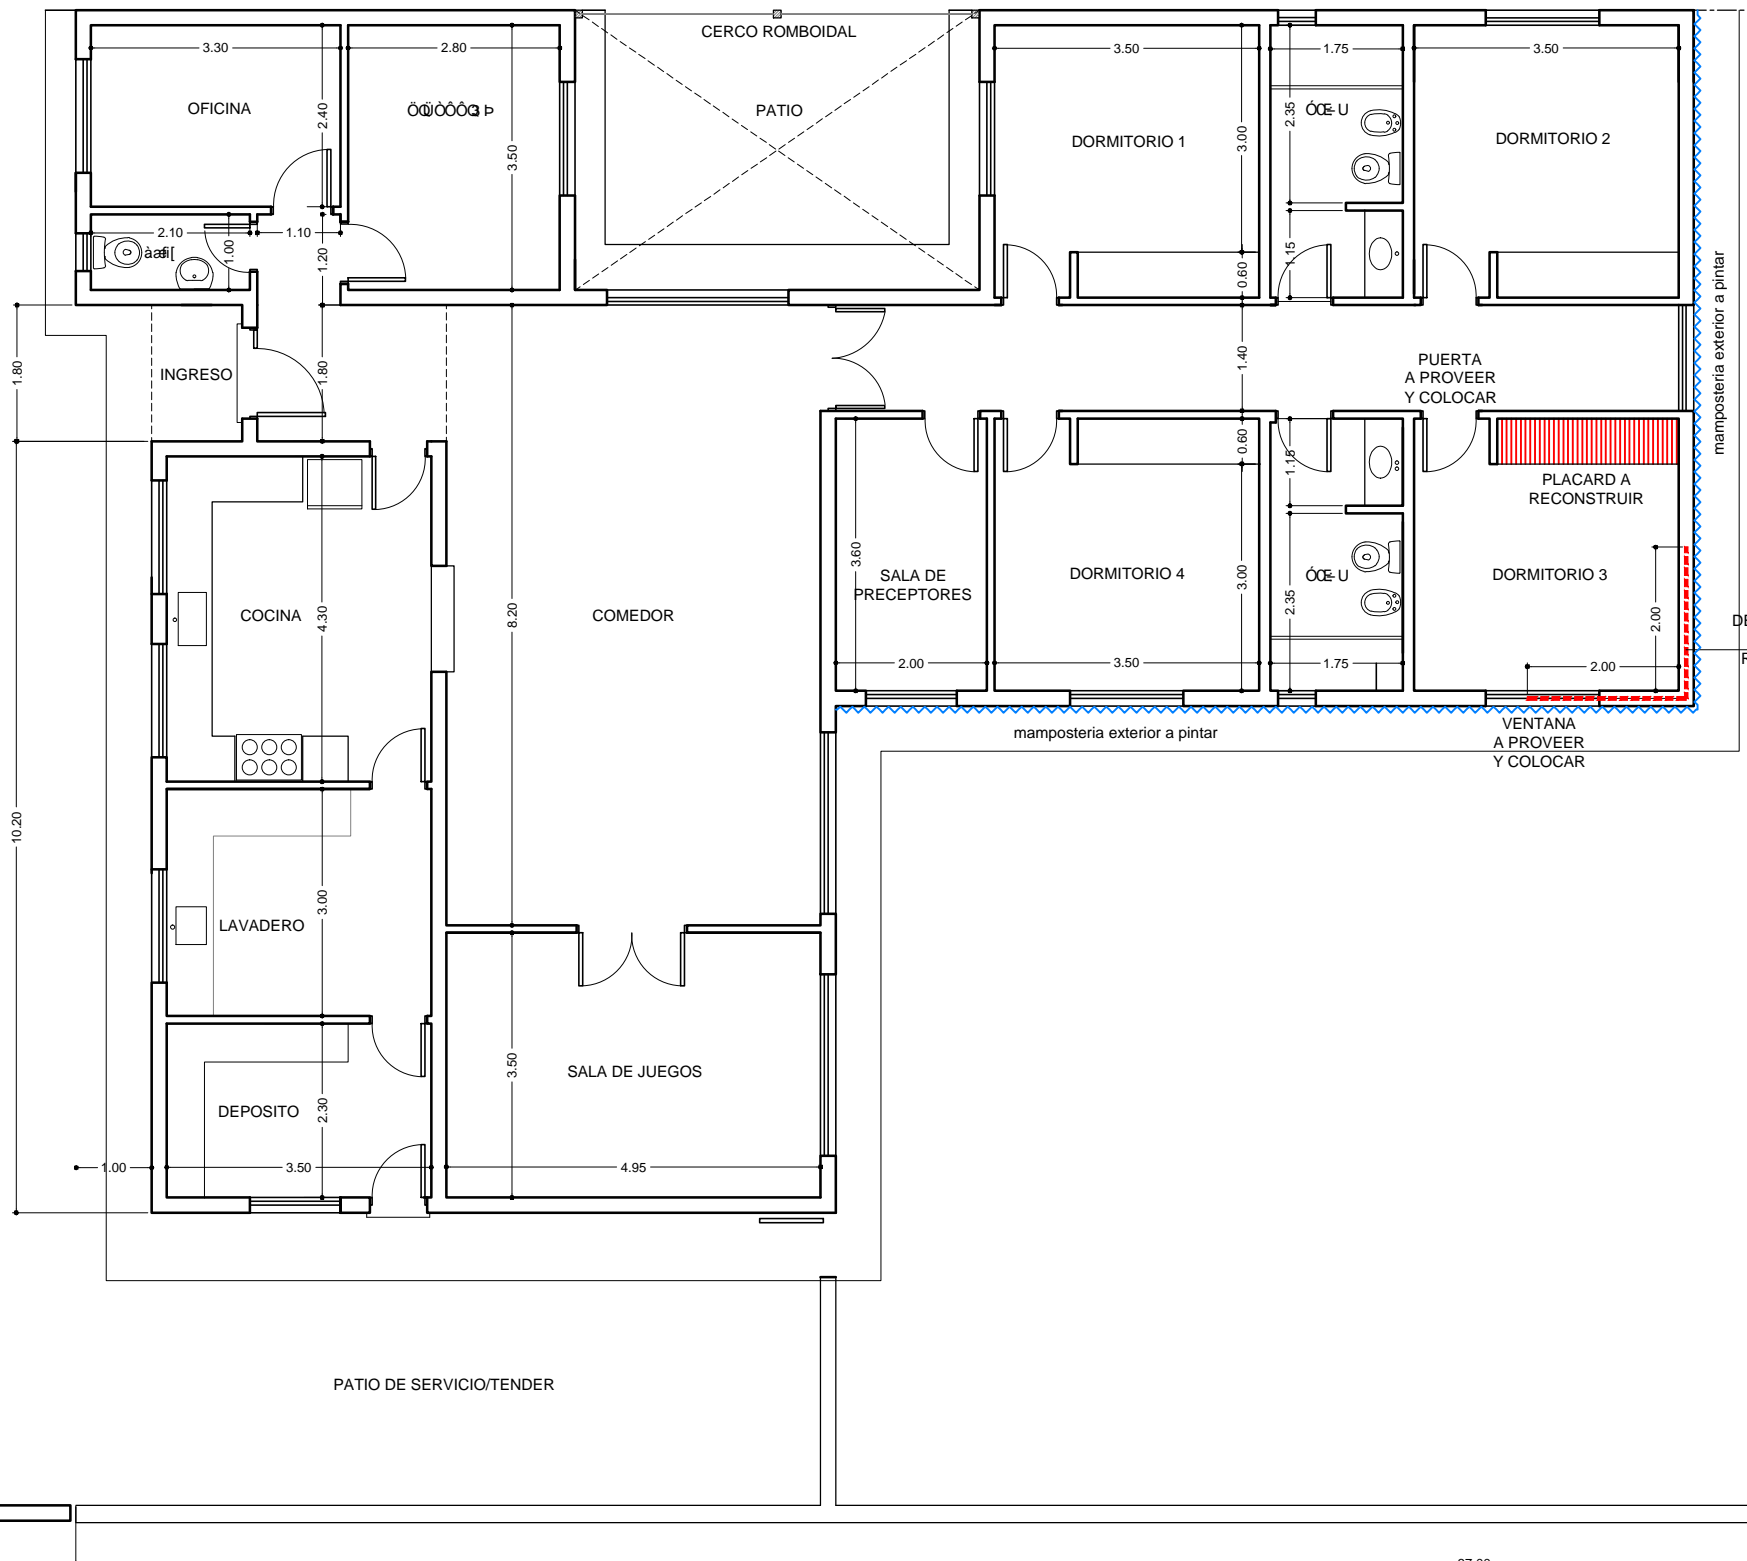 CERCO ROMBOIDAL
3.30
2.80
3.50
1.75
3.50
OFICINA
2.40
3.50
PATIO
DORMITORIO 1
3.00
2.35
DORMITORIO 2
2.10
1.00
1.10
1.20
0.60
1.15
mamposteria exterior a pintar
1.80
INGRESO
1.80
1.40
PUERTA
A PROVEER
Y COLOCAR
0.60
1.15
PLACARD A
RECONSTRUIR
COCINA
4.30
8.20
COMEDOR
3.60
SALA DE
PRECEPTORES
DORMITORIO 4
3.00
2.35
DORMITORIO 3
2.00
2.00
3.50
1.75
2.00
mamposteria exterior a pintar
VENTANA
A PROVEER
Y COLOCAR
10.20
LAVADERO
3.00
SALA DE JUEGOS
3.50
DEPOSITO
2.30
1.00
3.50
4.95
PATIO DE SERVICIO/TENDER